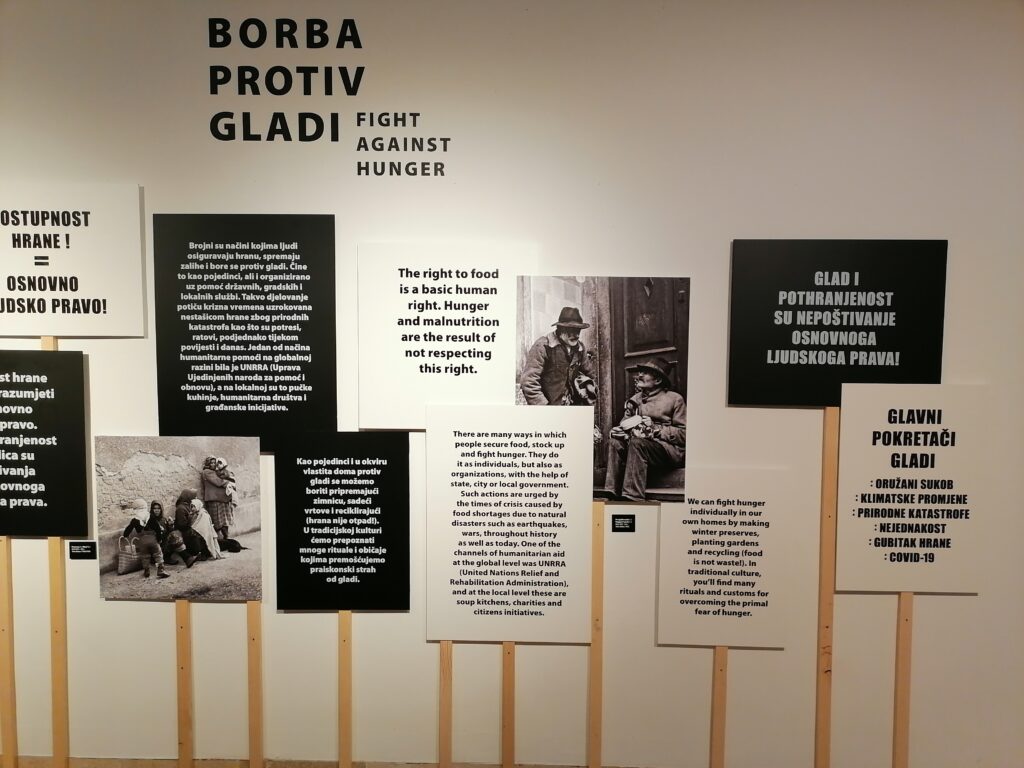 BORBA
PROTIV
GLADI
FIGHT
AGAINST
HUNGER
OSTUPNOST
HRANE !
=
OSNOVNO
JUDSKO PRAVO!
st hrane
razumjeti
novno
pravo.
hranjenost
lica su
ivanja
ovnoga
a prava.
Brojni su načini kojima ljudi
osiguravaju hranu, spremaju
zalihe i bore se protiv gladi. Čine
to kao pojedinci, ali i organizirano
uz pomoć državnih, gradskih i
lokalnih službi. Takvo djelovanje
potiču krizna vremena uzrokovana
nestašicom hrane zbog prirodnih
katastrofa kao što su potresi,
ratovi, podjednako tijekom
povijesti i danas. Jedan od načina
humanitarne pomoći na globalnoj
razini bila je UNRRA (Uprava
Ujedinjenih naroda za pomoć i
obnovu), a na lokalnoj su to pučke
kuhinje, humanitarna društva i
građanske inicijative.
Kao pojedinci i u okviru
vlastita doma protiv
gladi se možemo
boriti pripremajući
zimnicu, sadeći
vrtove i reciklirajući
(hrana nije otpad!).
U tradicijskoj kulturi
ćemo prepoznati
mnoge rituale i običaje
kojima premošćujemo
praiskonski strah
od gladi.
The right to food
is a basic human
right. Hunger
and malnutrition
are the result of
not respecting
this right.
There are many ways in which
people secure food, stock up
and fight hunger. They do
it as individuals, but also as
organizations, with the help of
state, city or local government.
Such actions are urged by
the times of crisis caused by
food shortages due to natural
disasters such as earthquakes,
wars, throughout history
as well as today. One of the
channels of humanitarian aid
at the global level was UNRRA
(United Nations Relief and
Rehabilitation Administration),
and at the local level these are
soup kitchens, charities and
citizens initiatives.
We can fight hunger
individually in our
own homes by making
winter preserves,
planting gardens
and recycling (food
is not waste!). In
traditional culture,
you'll find many
rituals and customs for
overcoming the primal
fear of hunger.
GLAD I
POTHRANJENOST
SU NEPOŠTIVANJE
OSNOVNOGA
LJUDSKOGA PRAVA!
GLAVNI
POKRETAČI
GLADI
: ORUŽANI SUKOB
: KLIMATSKE PROMJENE
: PRIRODNE KATASTROFE
: NEJEDNAKOST
: GUBITAK HRANE
: COVID-19